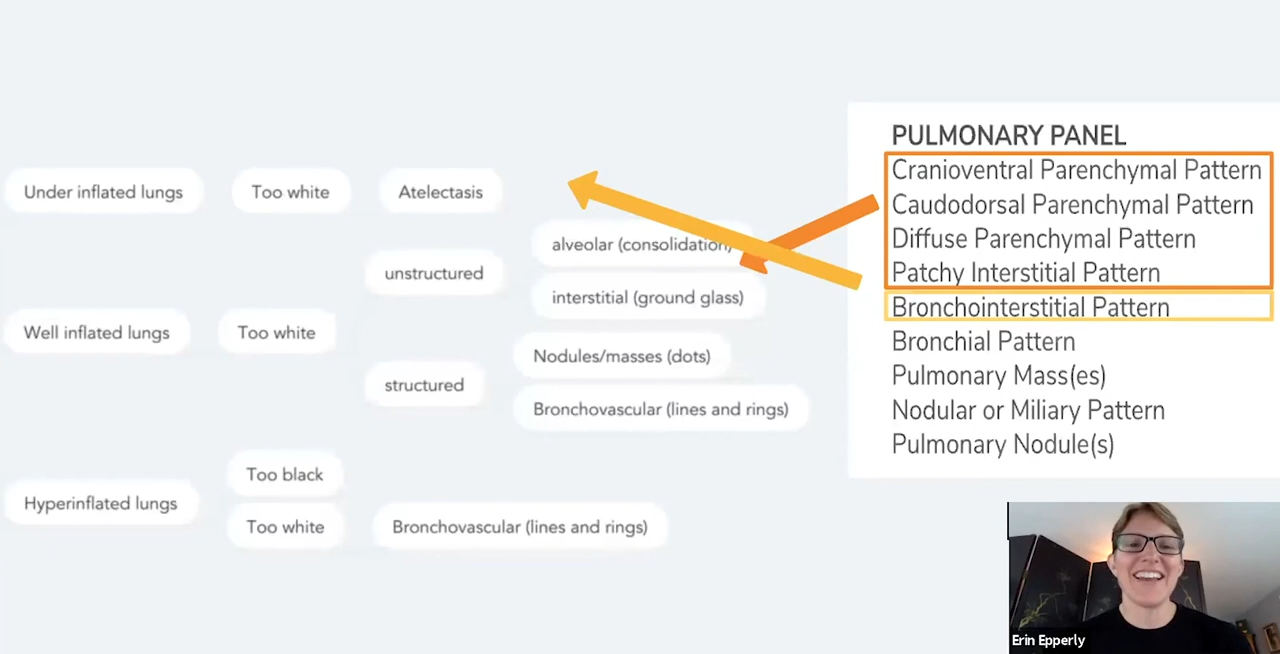 PULMONARY PANEL
Cranioventral Parenchymal Pattern
Caudodorsal Parenchymal Pattern
Diffuse Parenchymal Pattern
Patchy Interstitial Pattern
Bronchointerstitial Pattern
Bronchial Pattern
Pulmonary Mass(es)
Nodular or Miliary Pattern
Pulmonary Nodule(s)
Under inflated lungs
Too white
Atelectasis
Well inflated lungs
Too white
unstructured
alveolar (consolidation)
interstitial (ground glass)
structured
Nodules/masses (dots)
Bronchovascular (lines and rings)
Hyperinflated lungs
Too black
Too white
Bronchovascular (lines and rings)
Erin Epperly